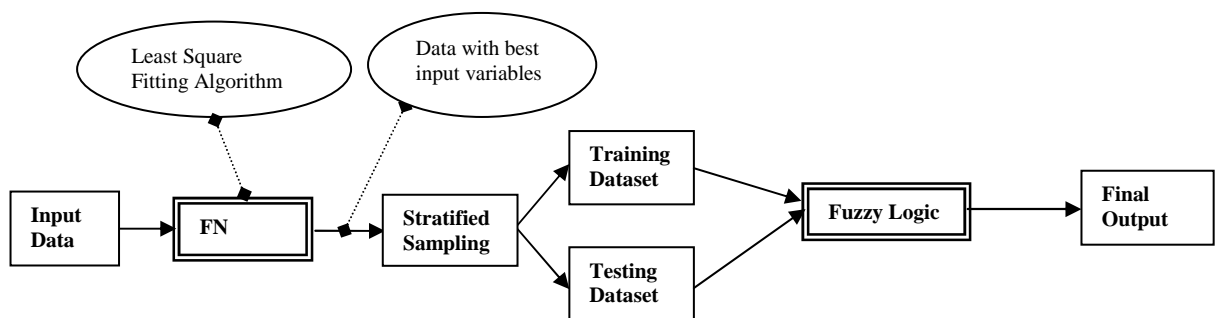 Least Square
Fitting Algorithm
Data with best
input variables
Input
Data
FN
Stratified
Sampling
Training
Dataset
Testing
Dataset
Fuzzy Logic
Final
Output